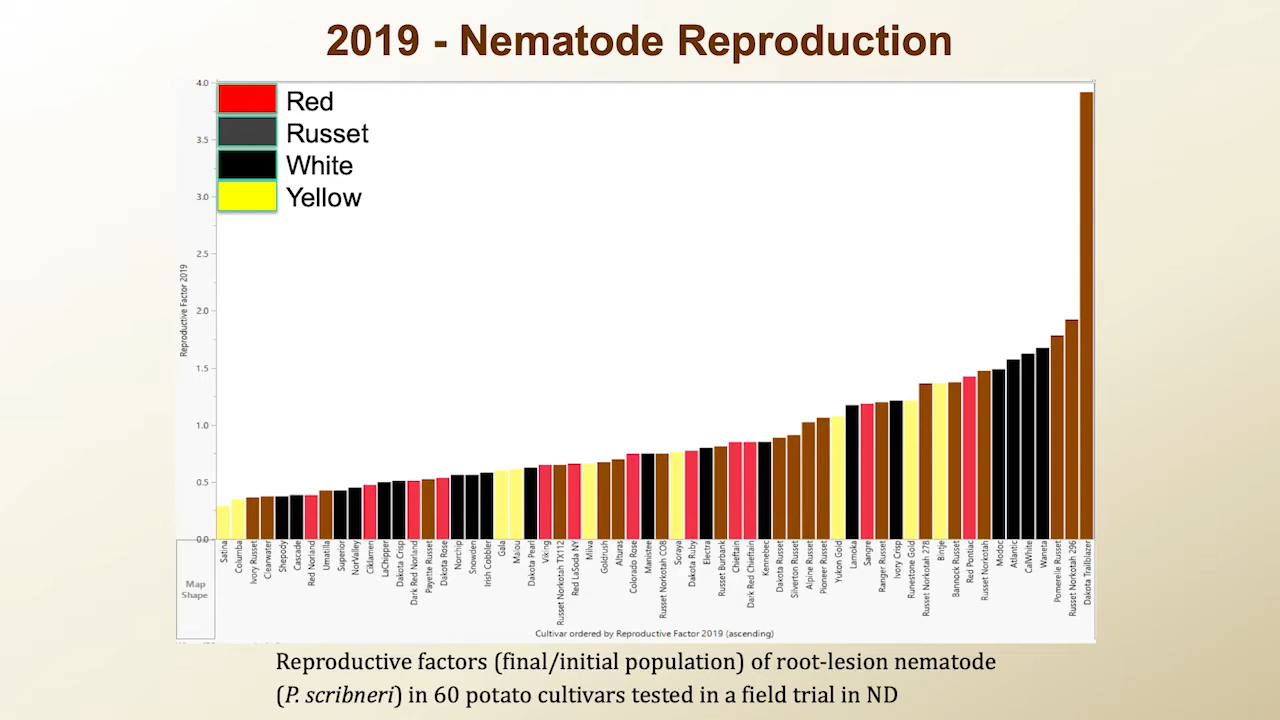 2019 - Nematode Reproduction
4.0
3.5
3.0
2.5
2.0
1.5
1.0
0.5
0.0
Reproductive Factor 2019
Red
Russet
White
Yellow
Satina
Columba
Ivory Russet
Clearwater
Shepody
Cascade
Red Norland
Umatilla
Superior
NorValley
Ciklamen
LaChipper
Dakota Crisp
Dark Red Norland
Payette Russet
Dakota Rose
Norchip
Snowden
Irish Cobbler
Gala
Dakota Pearl
Viking
Russet Norkotah TX112
Red LaSoda NY
Milva
Goldrush
Alturas
Colorado Rose
Manistee
Russet Norkotah CO8
Soraya
Dakota Ruby
Electra
Russet Burbank
Chieftain
Dark Red Chieftain
Kennebec
Dakota Russet
Silverton Russet
Alpine Russet
Pioneer Russet
Yukon Gold
Lamoka
Sangre
Ranger Russet
Ivory Crisp
Runestone Gold
Russet Norkotah 278
Bintje
Bannock Russet
Red Pontiac
Russet Norkotah
Modoc
Atlantic
CalWhite
Waneta
Pomerelle Russet
Russet Norkotah 296
Dakota Trailblazer
Map
Shape
Cultivar ordered by Reproductive Factor 2019 (ascending)
Reproductive factors (final/initial population) of root-lesion nematode
(P. scribneri) in 60 potato cultivars tested in a field trial in ND